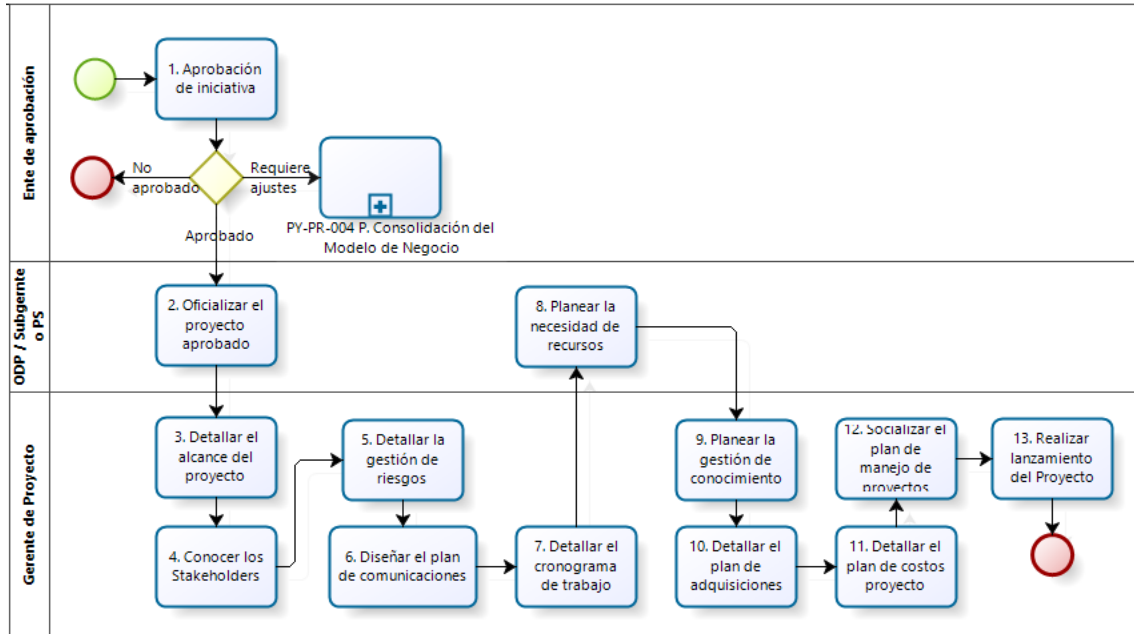 Ente de aprobación
1. Aprobación
de iniciativa
No
aprobado
Requiere
ajustes
Aprobado
PY-PR-004 P. Consolidación del
Modelo de Negocio
ODP / Subgernte
o PS
2. Oficializar el
proyecto
aprobado
8. Planear la
necesidad de
recursos
Gerente de Proyecto
3. Detallar el
alcance del
proyecto
4. Conocer los
Stakeholders
5. Detallar la
gestión de
riesgos
6. Diseñar el plan
de comunicaciones
7. Detallar el
cronograma
de trabajo
9. Planear la
gestión de
conocimiento
10. Detallar el
plan de
adquisiciones
11. Detallar el
plan de costos
proyecto
12. Socializar el
plan de
manejo de
proyectos
13. Realizar
lanzamiento
del Proyecto